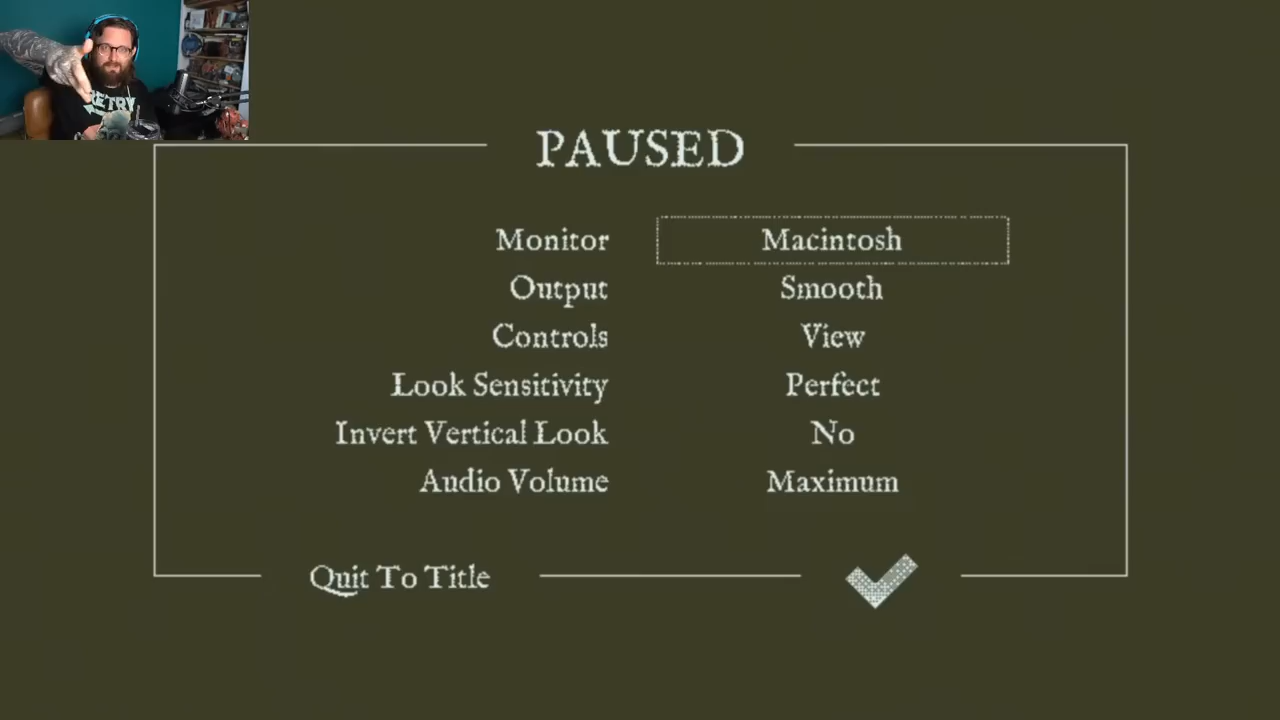 RETRY
PAUSED
Monitor Macintosh
Output Smooth
Controls View
Look Sensitivity Perfect
Invert Vertical Look No
Audio Volume Maximum
Quit To Title